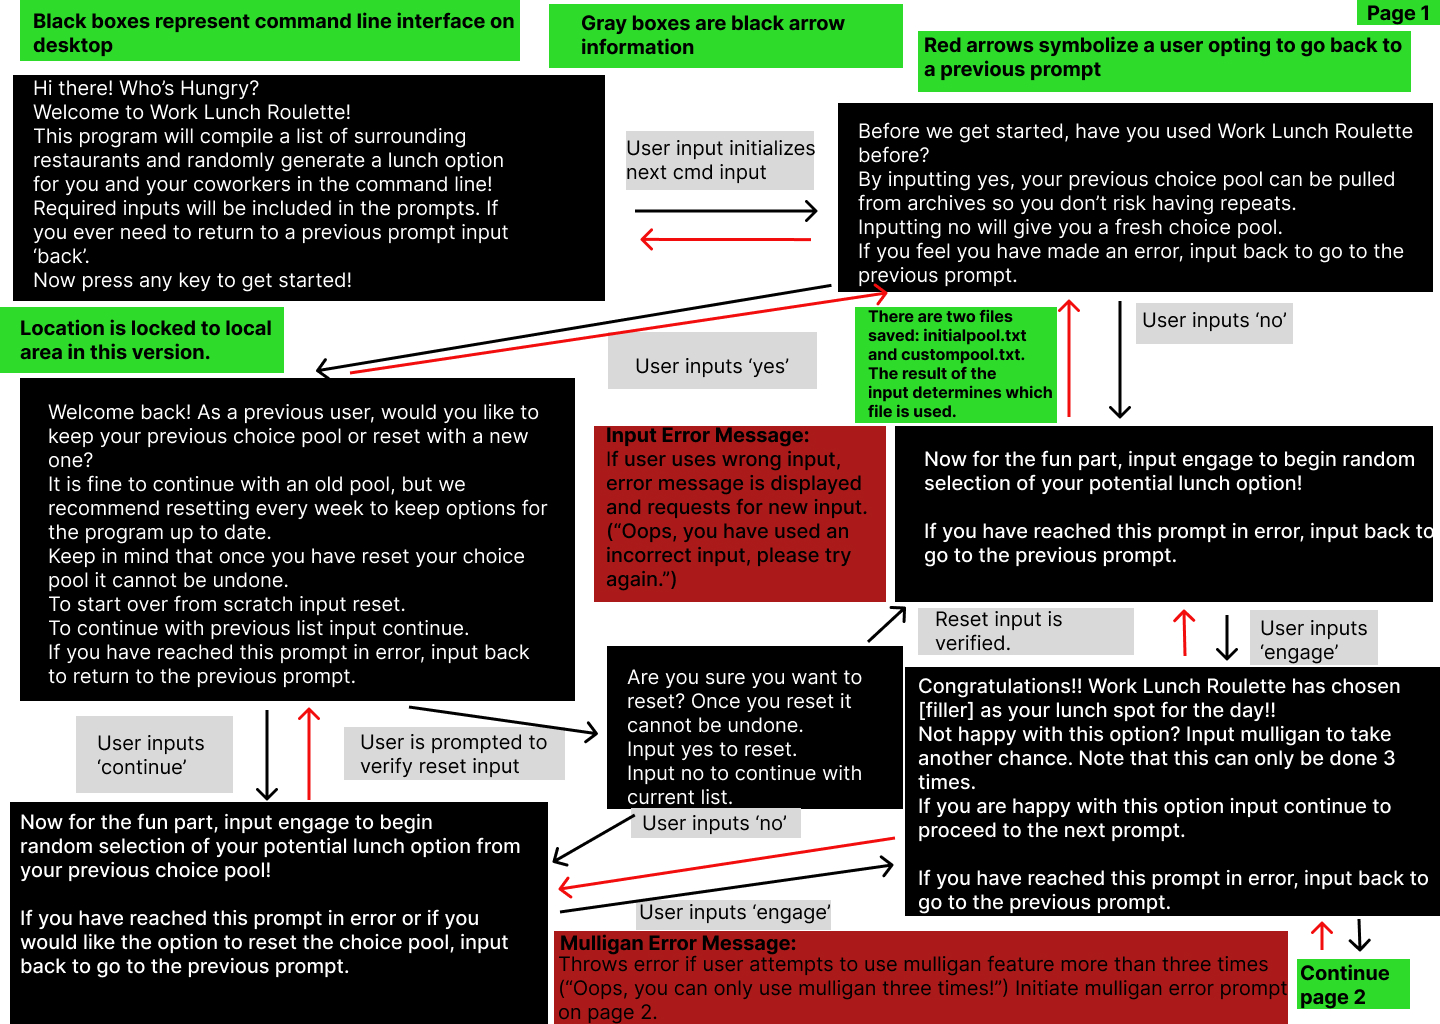 Black boxes represent command line interface on
desktop
Gray boxes are black arrow
information
Page 1
Red arrows symbolize a user opting to go back to
a previous prompt
Hi there! Who’s Hungry?
Welcome to Work Lunch Roulette!
This program will compile a list of surrounding
restaurants and randomly generate a lunch option
for you and your coworkers in the command line!
Required inputs will be included in the prompts. If
you ever need to return to a previous prompt input
‘back’.
Now press any key to get started!
User input initializes
next cmd input
Before we get started, have you used Work Lunch Roulette
before?
By inputting yes, your previous choice pool can be pulled
from archives so you don’t risk having repeats.
Inputting no will give you a fresh choice pool.
If you feel you have made an error, input back to go to the
previous prompt.
Location is locked to local
area in this version.
User inputs ‘yes’
There are two files
saved: initialpool.txt
and custompool.txt.
The result of the
input determines which
file is used.
User inputs ‘no’
Welcome back! As a previous user, would you like to
keep your previous choice pool or reset with a new
one?
It is fine to continue with an old pool, but we
recommend resetting every week to keep options for
the program up to date.
Keep in mind that once you have reset your choice
pool it cannot be undone.
To start over from scratch input reset.
To continue with previous list input continue.
If you have reached this prompt in error, input back
to return to the previous prompt.
Input Error Message:
If user uses wrong input,
error message is displayed
and requests for new input.
(“Oops, you have used an
incorrect input, please try
again.”)
Now for the fun part, input engage to begin random
selection of your potential lunch option!
If you have reached this prompt in error, input back to
go to the previous prompt.
Reset input is
verified.
User inputs
‘engage’
User inputs
‘continue’
User is prompted to
verify reset input
Are you sure you want to
reset? Once you reset it
cannot be undone.
Input yes to reset.
Input no to continue with
current list.
Congratulations!! Work Lunch Roulette has chosen
[filler] as your lunch spot for the day!!
Not happy with this option? Input mulligan to take
another chance. Note that this can only be done 3
times.
If you are happy with this option input continue to
proceed to the next prompt.
If you have reached this prompt in error, input back to
go to the previous prompt.
User inputs ‘no’
Now for the fun part, input engage to begin
random selection of your potential lunch option from
your previous choice pool!
If you have reached this prompt in error or if you
would like the option to reset the choice pool, input
back to go to the previous prompt.
User inputs ‘engage’
Mulligan Error Message:
Throws error if user attempts to use mulligan feature more than three times
(“Oops, you can only use mulligan three times!”) Initiate mulligan error prompt
on page 2.
Continue
page 2